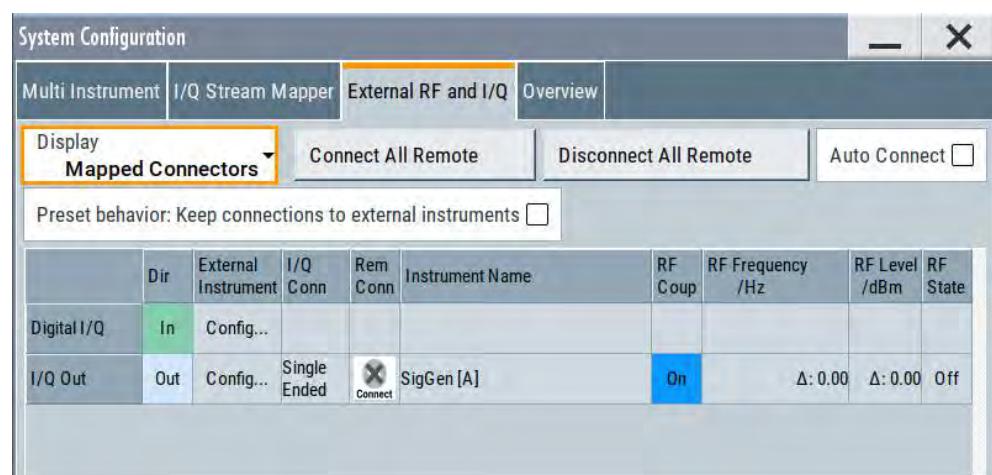 System Configuration
Multi Instrument I/Q Stream Mapper External RF and I/Q Overview
Display
Mapped Connectors
Connect All Remote Disconnect All Remote Auto Connect
Preset behavior: Keep connections to external instruments
Dir External Instrument I/Q Conn Rem Conn Instrument Name RF Coup RF Frequency /Hz RF Level /dBm RF State
Digital I/Q In Config...
I/Q Out Out Config... Single Ended Connect SigGen [A] On Δ: 0.00 Δ: 0.00 Off